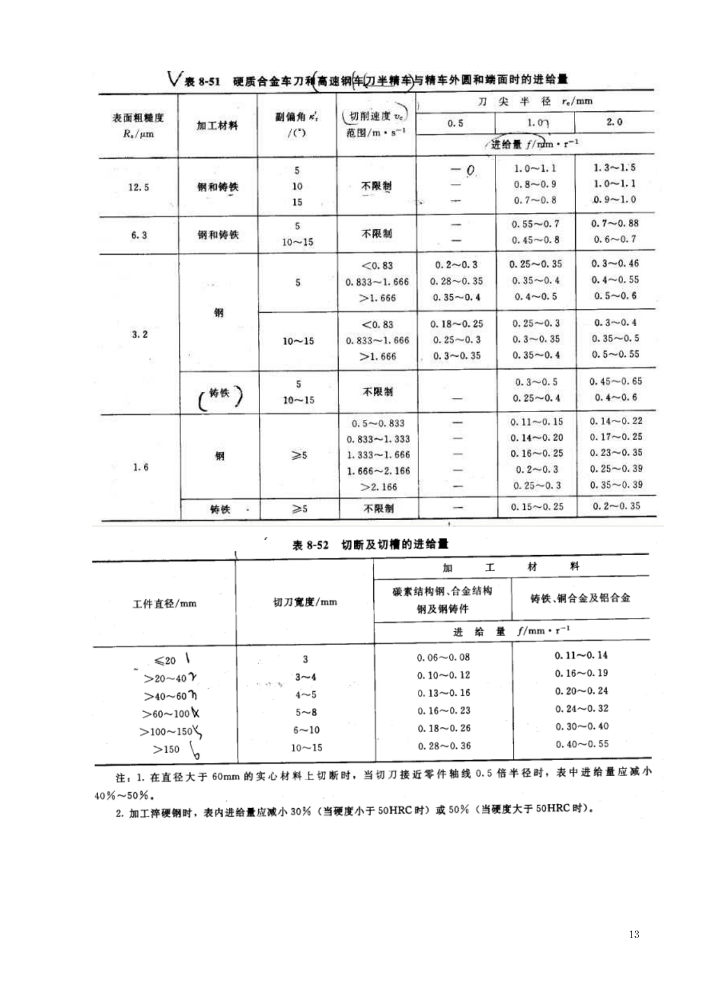 表 8-51 硬质合金车刀和高速钢车刀半精车与精车外圆和端面时的进给量
表面粗糙度 Rₐ/μm 加工材料 副偏角 κ′ᵣ /(°) 切削速度 v꜀ 范围/m·s⁻¹ 刀 尖 半 径 rₑ/mm
0.5 1.0 2.0
进给量 f/mm·r⁻¹
12.5 钢和铸铁 5 不限制 — 1.0～1.1 1.3～1.5
10 — 0.8～0.9 1.0～1.1
15 — 0.7～0.8 0.9～1.0
6.3 钢和铸铁 5 不限制 — 0.55～0.7 0.7～0.88
10～15 — 0.45～0.8 0.6～0.7
3.2 钢 5 <0.83 0.2～0.3 0.25～0.35 0.3～0.46
0.833～1.666 0.28～0.35 0.35～0.4 0.4～0.55
>1.666 0.35～0.4 0.4～0.5 0.5～0.6
10～15 <0.83 0.18～0.25 0.25～0.3 0.3～0.4
0.833～1.666 0.25～0.3 0.3～0.35 0.35～0.5
>1.666 0.3～0.35 0.35～0.4 0.5～0.55
铸铁 5 不限制 0.3～0.5 0.45～0.65
10～15 — 0.25～0.4 0.4～0.6
1.6 钢 ≥5 0.5～0.833 — 0.11～0.15 0.14～0.22
0.833～1.333 — 0.14～0.20 0.17～0.25
1.333～1.666 — 0.16～0.25 0.23～0.35
1.666～2.166 — 0.2～0.3 0.25～0.39
>2.166 — 0.25～0.3 0.35～0.39
铸铁 ≥5 不限制 — 0.15～0.25 0.2～0.35
表 8-52 切断及切槽的进给量
工件直径/mm 切刀宽度/mm 加 工 材 料
碳素结构钢、合金结构
钢及钢铸件
铸铁、铜合金及铝合金
进 给 量 f/mm·r⁻¹
≤20 1 3 0.06～0.08 0.11～0.14
>20～40 2 3～4 0.10～0.12 0.16～0.19
>40～60 3 4～5 0.13～0.16 0.20～0.24
>60～100 4 5～8 0.16～0.23 0.24～0.32
>100～150 5 6～10 0.18～0.26 0.30～0.40
>150 6 10～15 0.28～0.36 0.40～0.55
注：1. 在直径大于 60mm 的实心材料上切断时，当切刀接近零件轴线 0.5 倍半径时，表中进给量应减小
40%～50%。
2. 加工淬硬钢时，表内进给量应减小 30%（当硬度小于 50HRC 时）或 50%（当硬度大于 50HRC 时）。
13